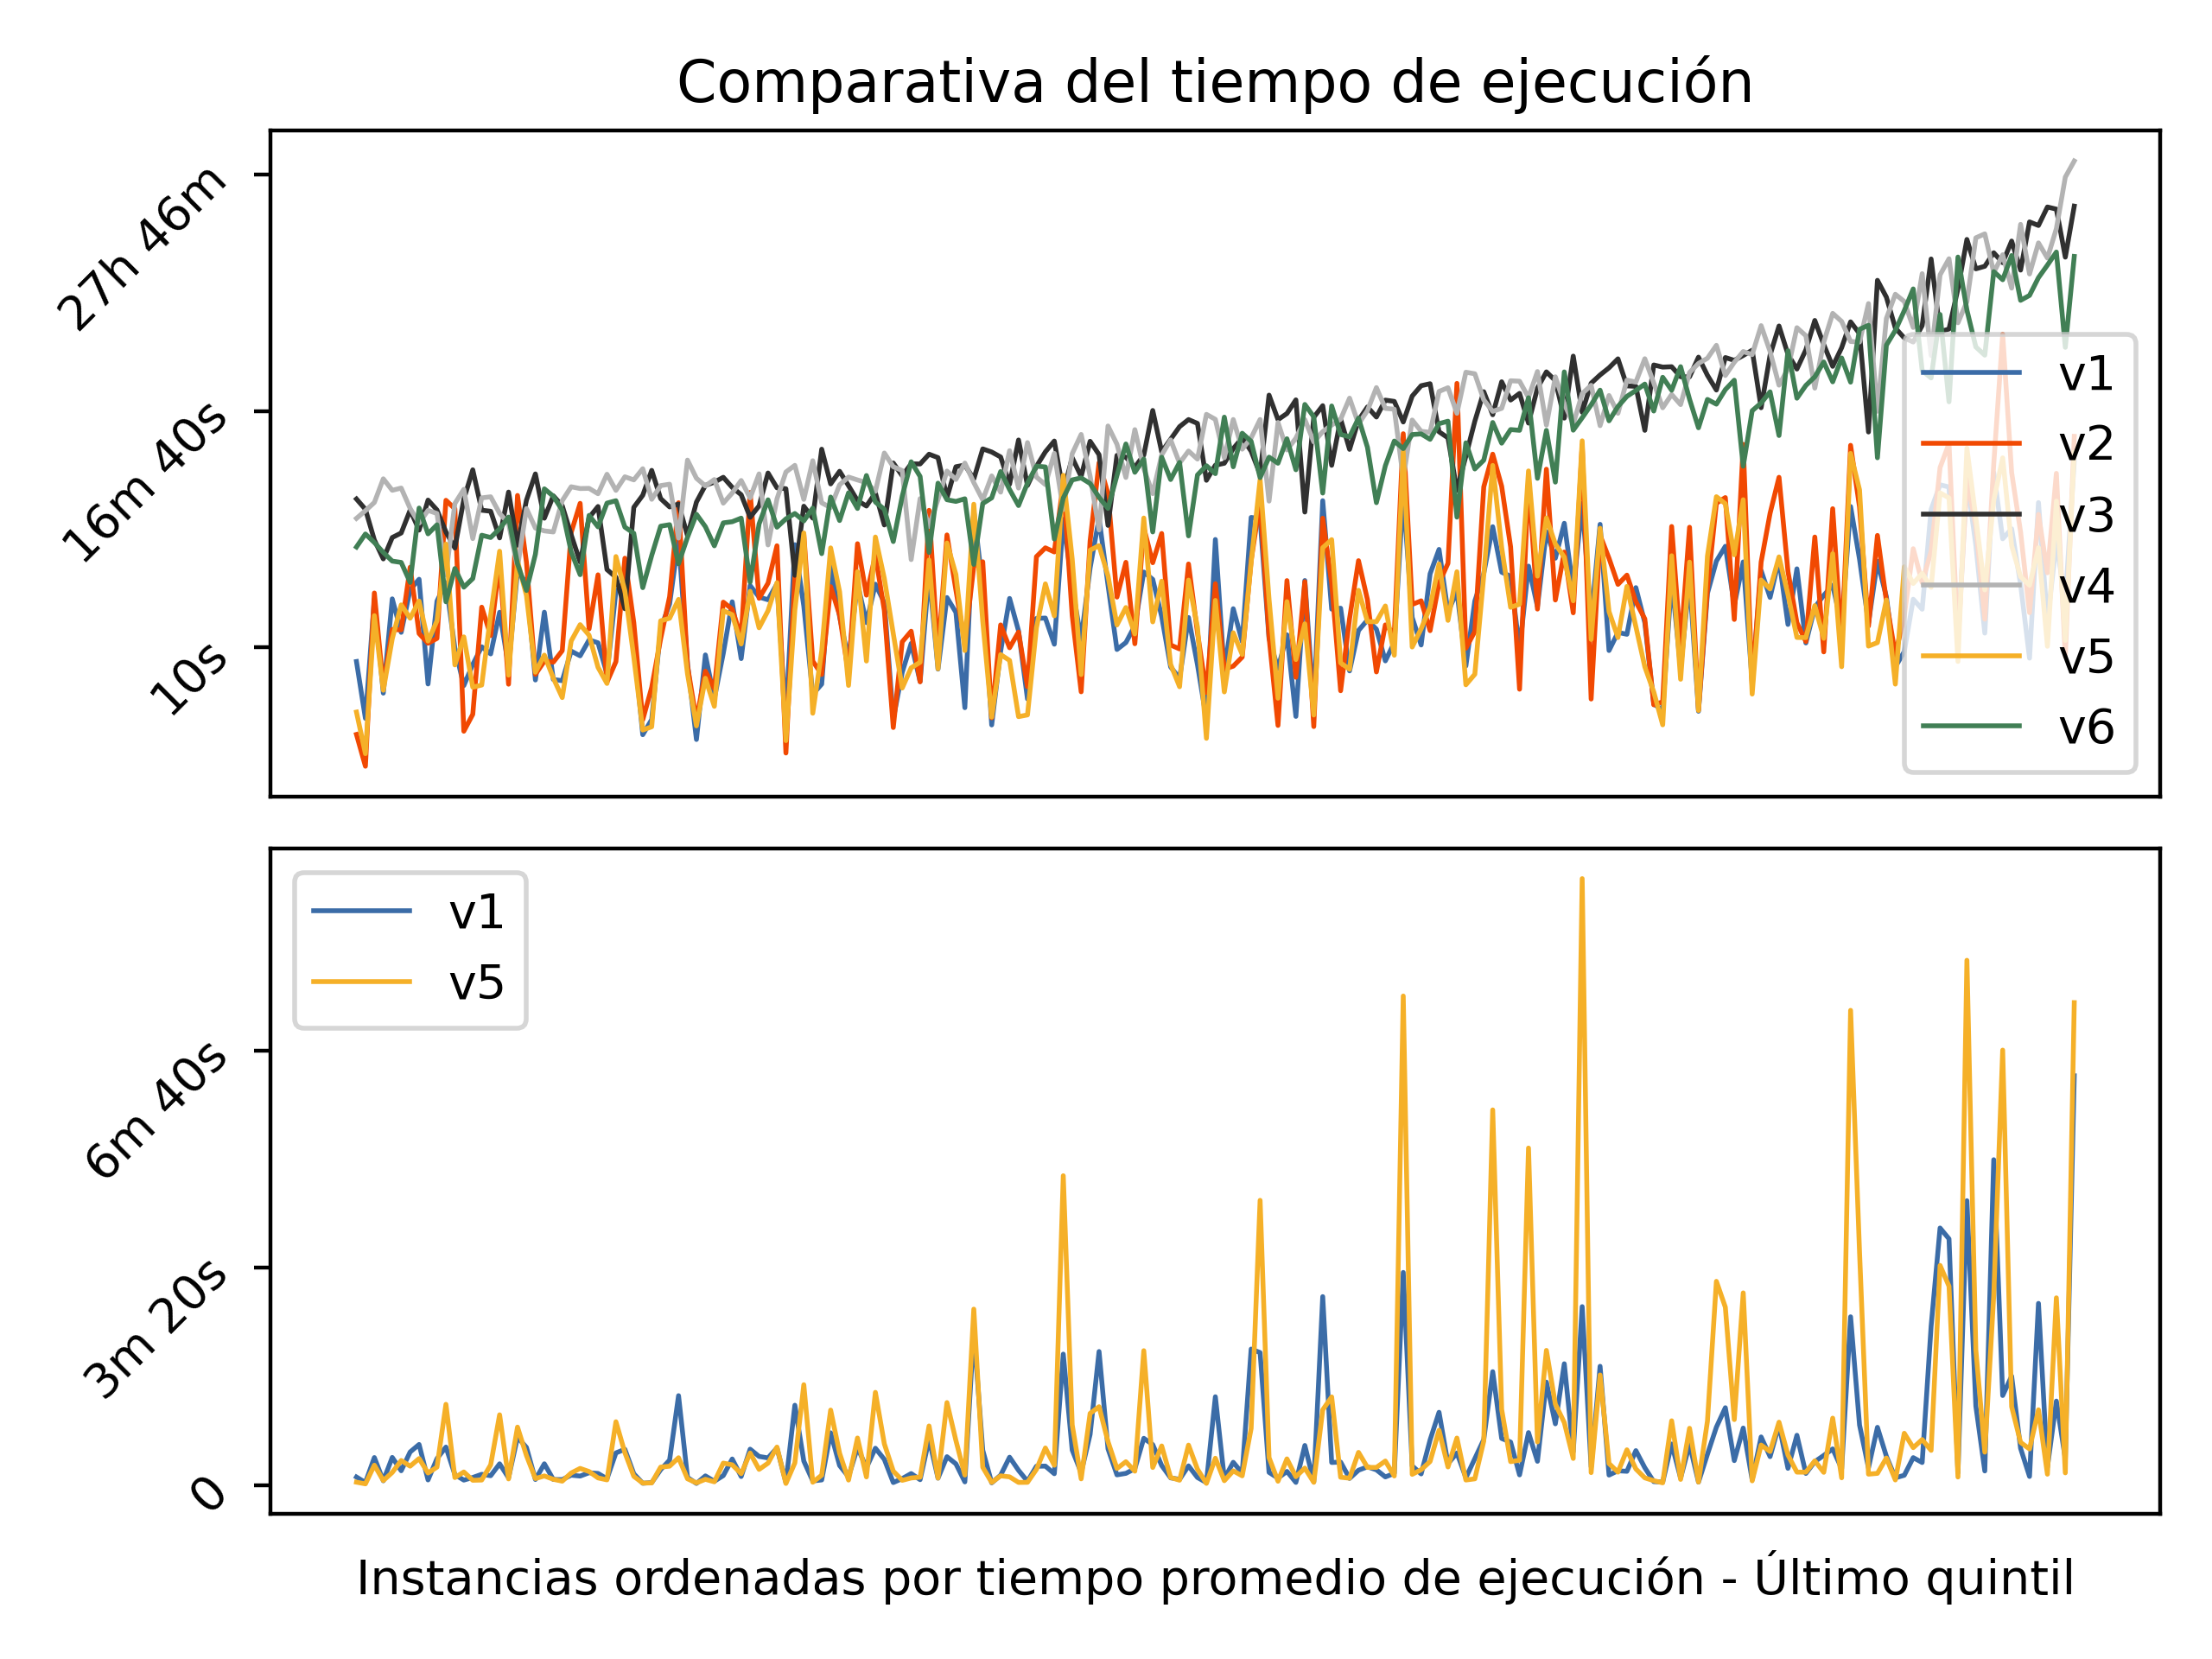 Comparativa del tiempo de ejecución
27h 46m
16m 40s
10s
v1
v2
v3
v4
v5
v6
v1
v5
6m 40s
3m 20s
0
Instancias ordenadas por tiempo promedio de ejecución - Último quintil